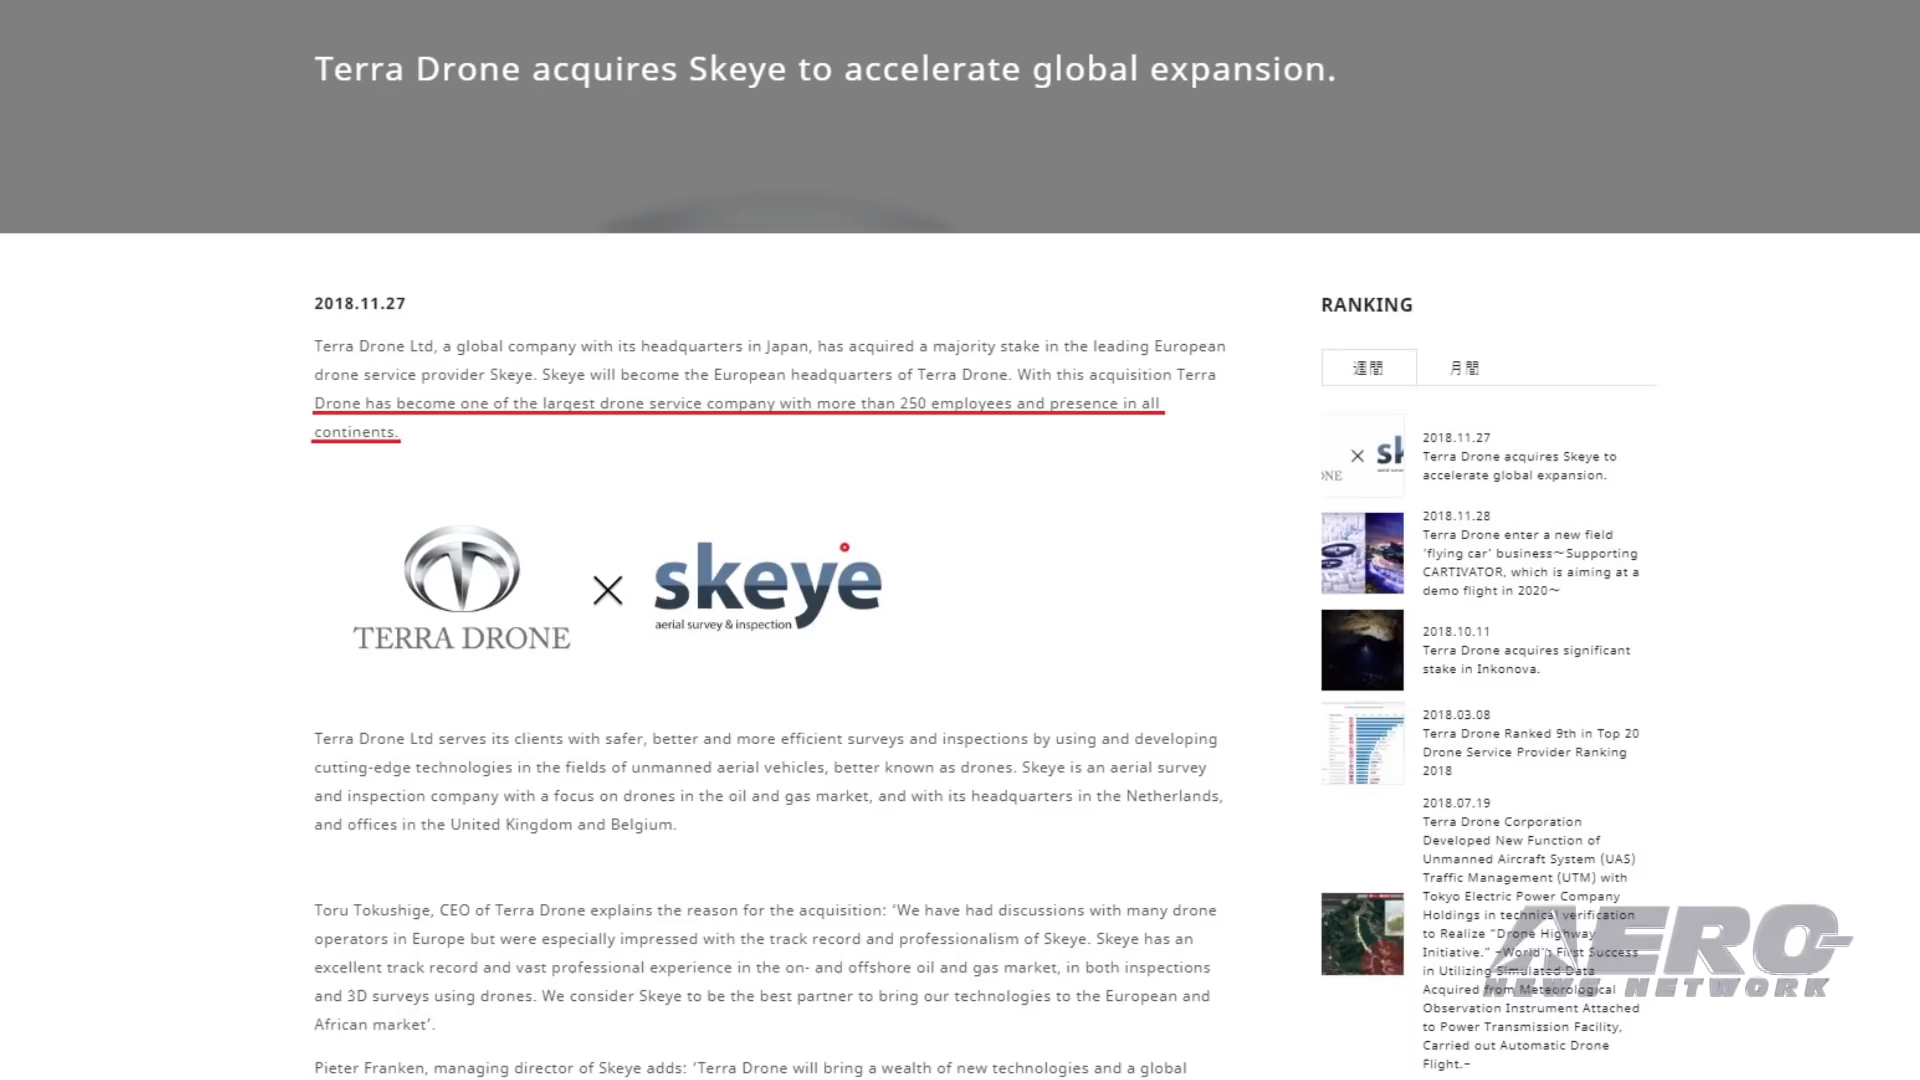 Terra Drone acquires Skeye to accelerate global expansion.
2018.11.27
Terra Drone Ltd, a global company with its headquarters in Japan, has acquired a majority stake in the leading European
drone service provider Skeye. Skeye will become the European headquarters of Terra Drone. With this acquisition Terra
Drone has become one of the largest drone service company with more than 250 employees and presence in all
continents.
TERRA DRONE
×
skeye
aerial survey & inspection
Terra Drone Ltd serves its clients with safer, better and more efficient surveys and inspections by using and developing
cutting-edge technologies in the fields of unmanned aerial vehicles, better known as drones. Skeye is an aerial survey
and inspection company with a focus on drones in the oil and gas market, and with its headquarters in the Netherlands,
and offices in the United Kingdom and Belgium.
Toru Tokushige, CEO of Terra Drone explains the reason for the acquisition: ‘We have had discussions with many drone
operators in Europe but were especially impressed with the track record and professionalism of Skeye. Skeye has an
excellent track record and vast professional experience in the on- and offshore oil and gas market, in both inspections
and 3D surveys using drones. We consider Skeye to be the best partner to bring our technologies to the European and
African market’.
Pieter Franken, managing director of Skeye adds: ‘Terra Drone will bring a wealth of new technologies and a global
RANKING
週間 月間
2018.11.27
Terra Drone acquires Skeye to
accelerate global expansion.
2018.11.28
Terra Drone enter a new field
‘flying car’ business～Supporting
CARTIVATOR, which is aiming at a
demo flight in 2020～
2018.10.11
Terra Drone acquires significant
stake in Inkonova.
2018.03.08
Terra Drone Ranked 9th in Top 20
Drone Service Provider Ranking
2018
2018.07.19
Terra Drone Corporation
Developed New Function of
Unmanned Aircraft System (UAS)
Traffic Management (UTM) with
Tokyo Electric Power Company
Holdings in technical verification
to Realize “Drone Highway
Initiative.” ~World’s First Success
in Utilizing Simulated Data
Acquired from Meteorological
Observation Instrument Attached
to Power Transmission Facility,
Carried out Automatic Drone
Flight.~
AERO-
NEWS NETWORK